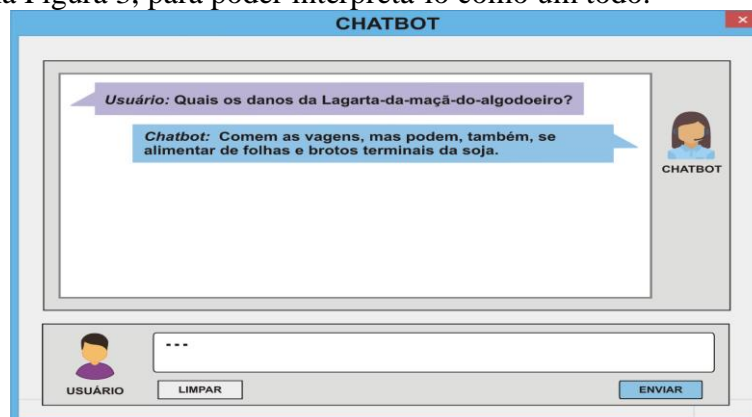 na Figura 3, para poder interpretá-lo como um todo.
CHATBOT
Usuário: Quais os danos da Lagarta-da-maçã-do-algodoeiro?
Chatbot: Comem as vagens, mas podem, também, se
alimentar de folhas e brotos terminais da soja.
CHATBOT
---
USUÁRIO
LIMPAR
ENVIAR